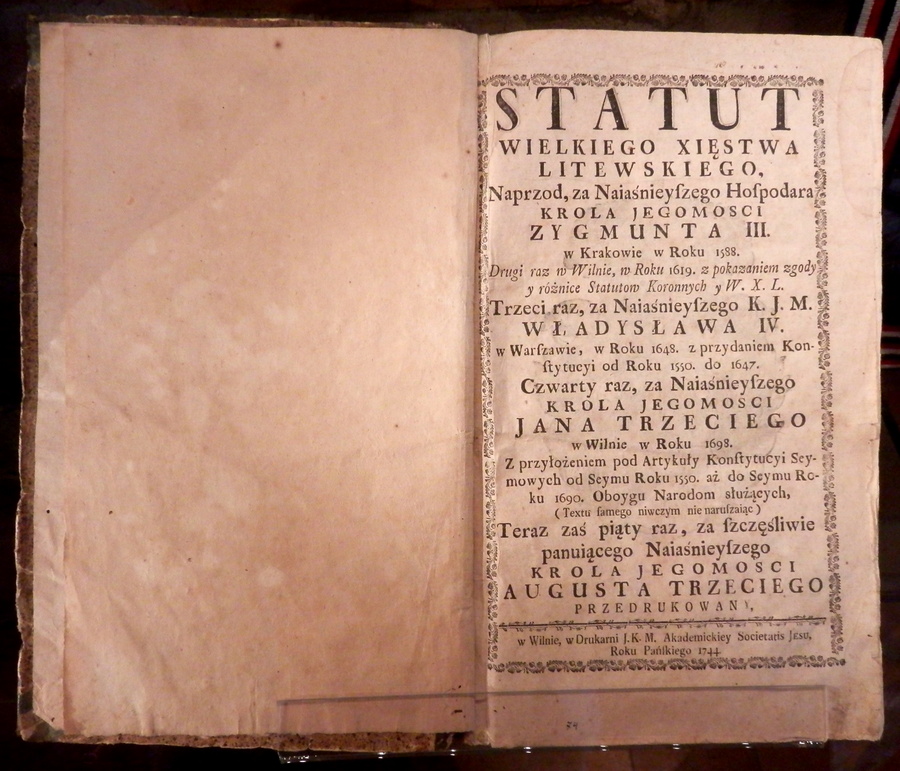 STATUT
WIELKIEGO XIĘSTWA
LITEWSKIEGO,
Naprzod, za Naiaśnieyſzego Hoſpodara
KROLA JEGOMOSCI
ZYGMUNTA III.
w Krakowie w Roku 1588.
Drugi raz w Wilnie, w Roku 1619. z pokazaniem zgody
y różnice Statutow Koronnych y W. X. L.
Trzeci raz, za Naiaśnieyſzego K. J. M.
WŁADYSŁAWA IV.
w Warſzawie, w Roku 1648. z przydaniem Kon-
ſtytucyi od Roku 1550. do 1647.
Czwarty raz, za Naiaśnieyſzego
KROLA JEGOMOSCI
JANA TRZECIEGO
w Wilnie w Roku 1698.
Z przyłożeniem pod Artykuły Konſtytucyi Sey-
mowych od Seymu Roku 1550. aż do Seymu Ro-
ku 1690. Oboygu Narodom służących,
(Textu ſamego niwczym nie naruſzaiąc)
Teraz zaś piąty raz, za ſzczęśliwie
panuiącego Naiaśnieyſzego
KROLA JEGOMOSCI
AUGUSTA TRZECIEGO
PRZEDRUKOWANY,
w Wilnie, w Drukarni J.K.M. Akademickiey Societatis JESU,
Roku Pańſkiego 1744